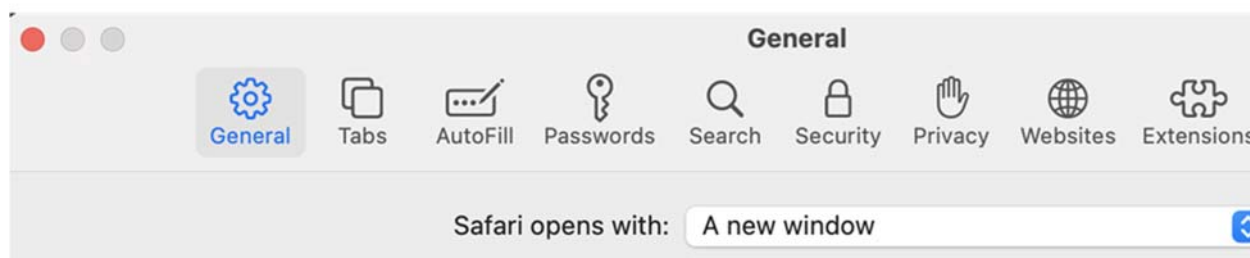 General
General Tabs AutoFill Passwords Search Security Privacy Websites Extensions
Safari opens with: A new window